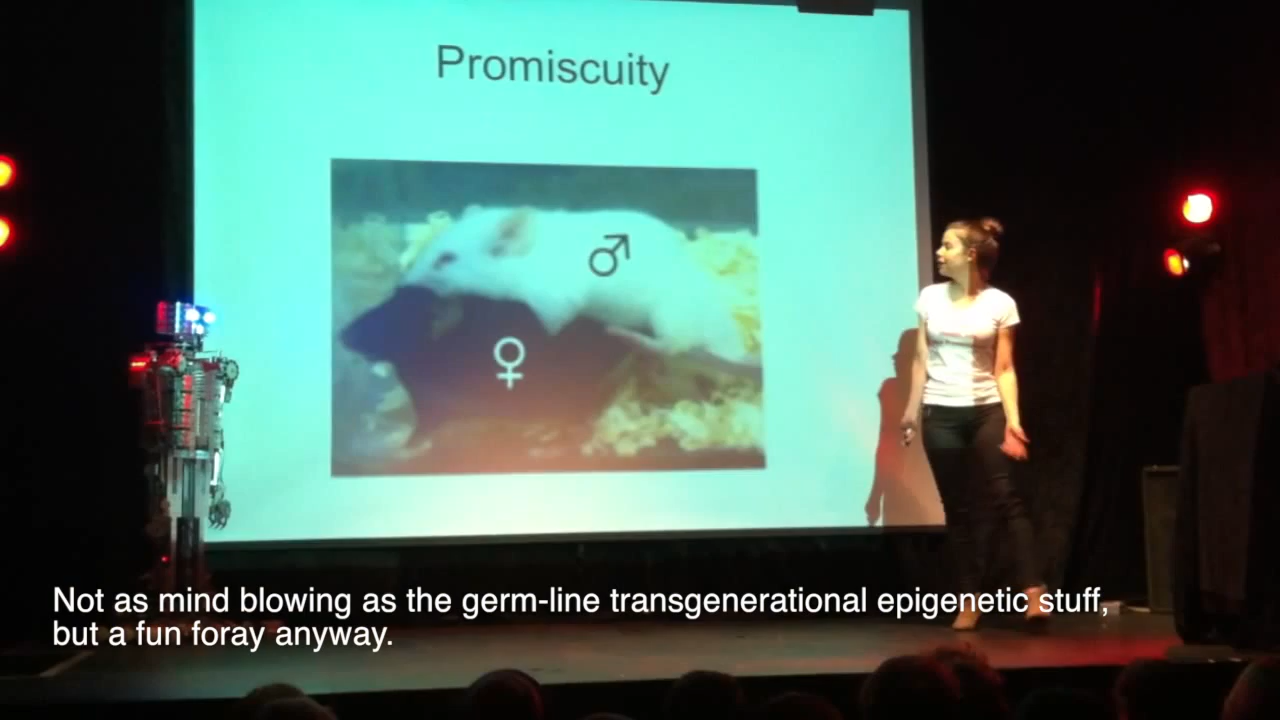 Promiscuity
♂
♀
Not as mind blowing as the germ-line transgenerational epigenetic stuff,
but a fun foray anyway.